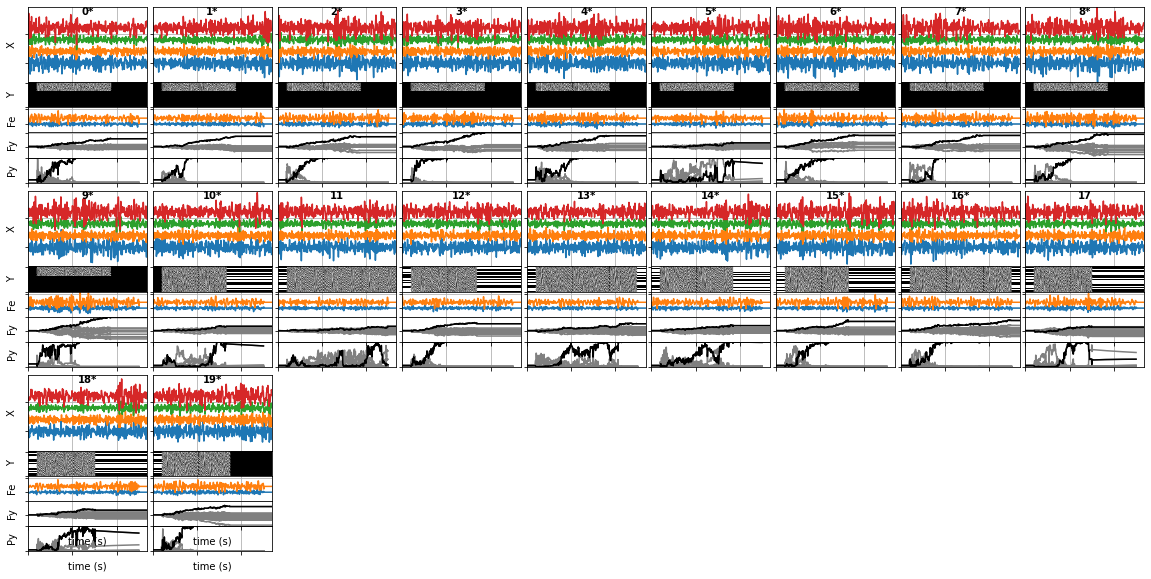 0* 1* 2* 3* 4* 5* 6* 7* 8*
X
Y
Fe
Fy
Py
9* 10* 11 12* 13* 14* 15* 16* 17
X
Y
Fe
Fy
Py
18* 19*
X
Y
Fe
Fy
Py
time (s) time (s)
time (s) time (s)